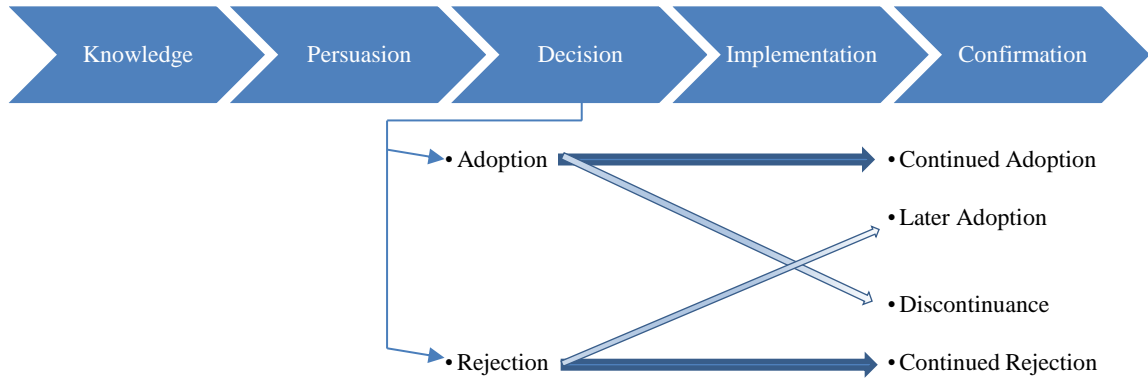 Knowledge
Persuasion
Decision
Implementation
Confirmation
• Adoption
• Continued Adoption
• Later Adoption
• Discontinuance
• Rejection
• Continued Rejection